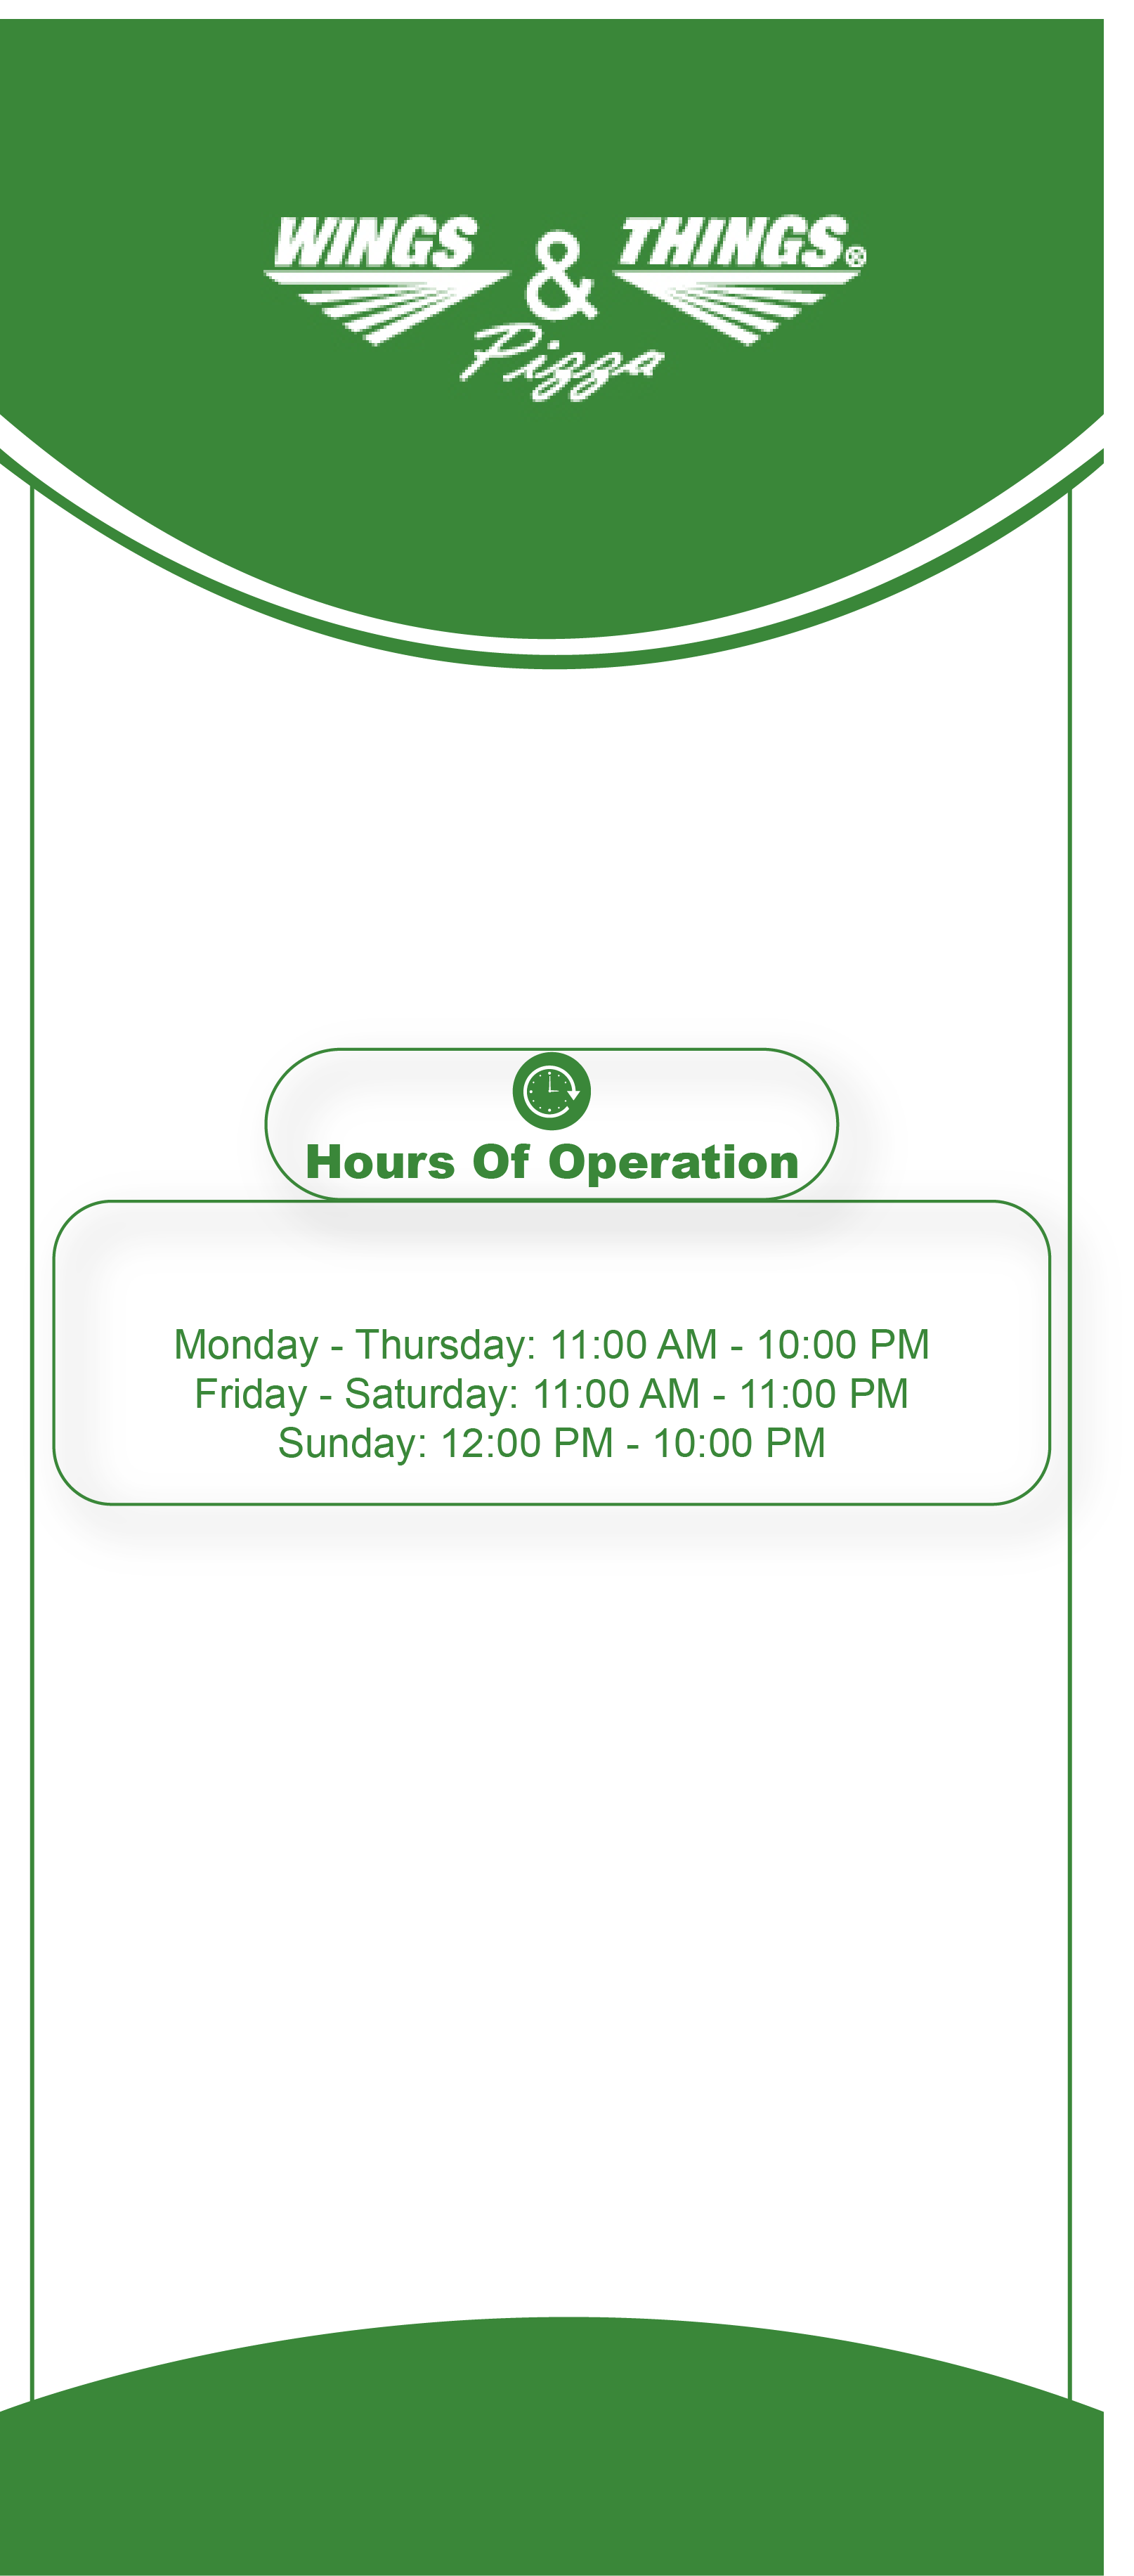 WINGS & THINGS®
Pizza
Hours Of Operation
Monday - Thursday: 11:00 AM - 10:00 PM
Friday - Saturday: 11:00 AM - 11:00 PM
Sunday: 12:00 PM - 10:00 PM